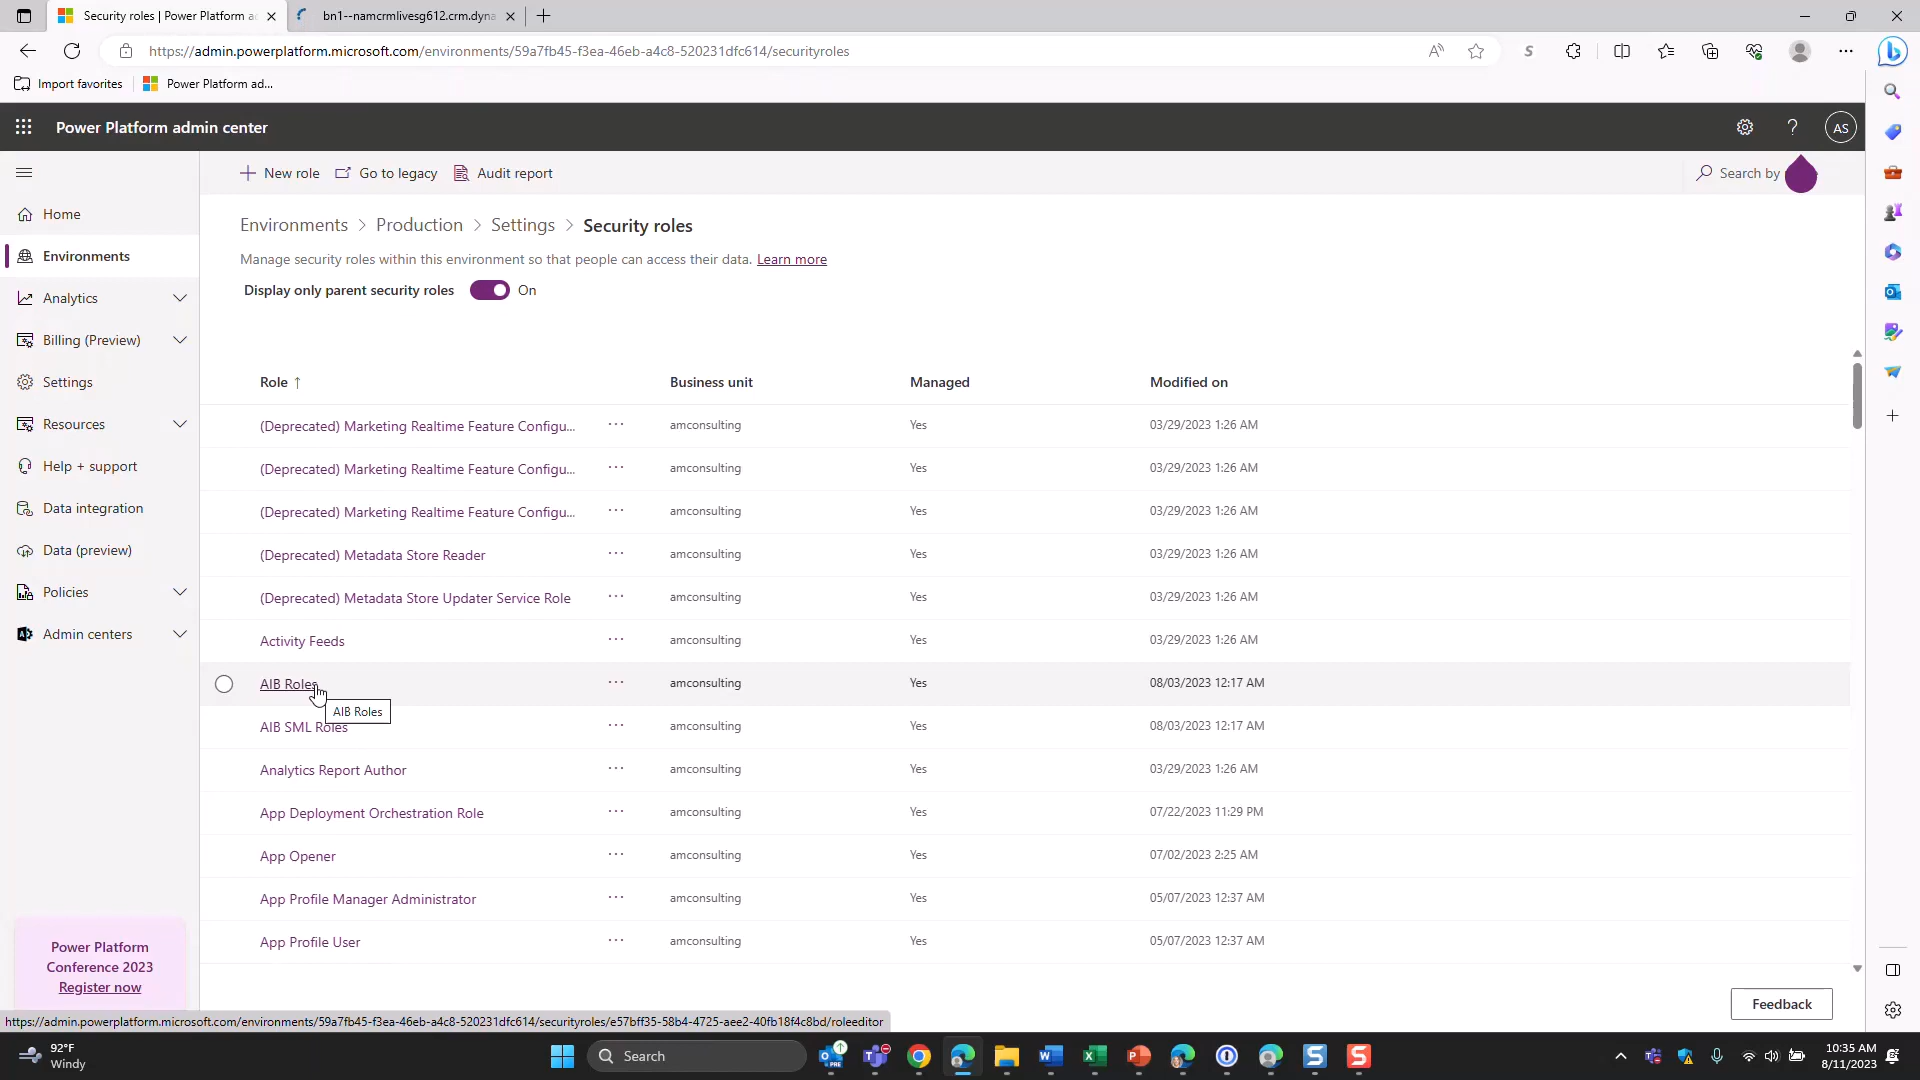 Security roles | Power Platform a
bn1--namcrmlivesg612.crm.dyna
https://admin.powerplatform.microsoft.com/environments/59a7fb45-f3ea-46eb-a4c8-520231dfc614/securityroles
Import favorites
Power Platform ad...
Power Platform admin center
AS
New role
Go to legacy
Audit report
Search by
Home
Environments
Analytics
Billing (Preview)
Settings
Resources
Help + support
Data integration
Data (preview)
Policies
Admin centers
Power Platform
Conference 2023
Register now
Environments > Production > Settings > Security roles
Manage security roles within this environment so that people can access their data. Learn more
Display only parent security roles On
Role ↑ Business unit Managed Modified on
(Deprecated) Marketing Realtime Feature Configu... ... amconsulting Yes 03/29/2023 1:26 AM
(Deprecated) Marketing Realtime Feature Configu... ... amconsulting Yes 03/29/2023 1:26 AM
(Deprecated) Marketing Realtime Feature Configu... ... amconsulting Yes 03/29/2023 1:26 AM
(Deprecated) Metadata Store Reader ... amconsulting Yes 03/29/2023 1:26 AM
(Deprecated) Metadata Store Updater Service Role ... amconsulting Yes 03/29/2023 1:26 AM
Activity Feeds ... amconsulting Yes 03/29/2023 1:26 AM
AIB Roles ... amconsulting Yes 08/03/2023 12:17 AM
AIB Roles
AIB SML Roles ... amconsulting Yes 08/03/2023 12:17 AM
Analytics Report Author ... amconsulting Yes 03/29/2023 1:26 AM
App Deployment Orchestration Role ... amconsulting Yes 07/22/2023 11:29 PM
App Opener ... amconsulting Yes 07/02/2023 2:25 AM
App Profile Manager Administrator ... amconsulting Yes 05/07/2023 12:37 AM
App Profile User ... amconsulting Yes 05/07/2023 12:37 AM
Feedback
https://admin.powerplatform.microsoft.com/environments/59a7fb45-f3ea-46eb-a4c8-520231dfc614/securityroles/e57bff35-58b4-4725-aee2-40fb18f4c8bd/roleeditor
92°F
Windy
Search
10:35 AM
8/11/2023